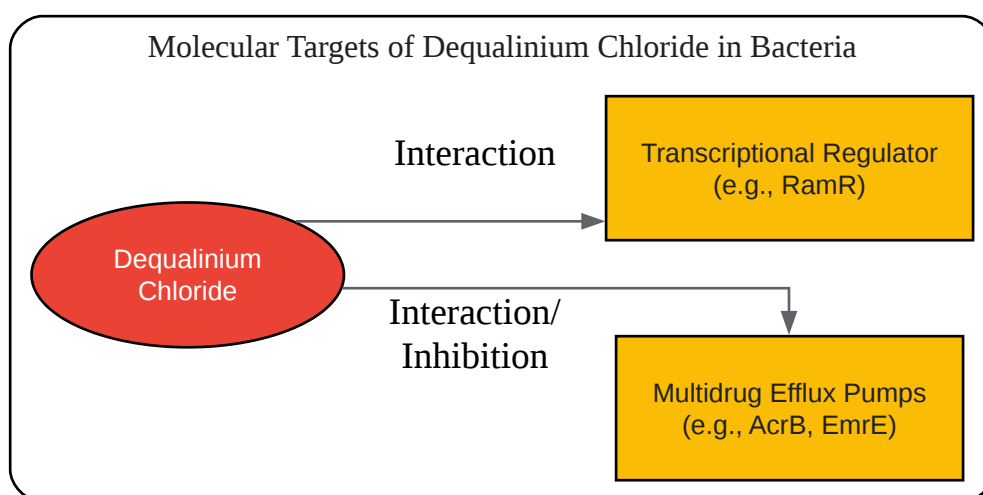 Molecular Targets of Dequalinium Chloride in Bacteria
Interaction
Transcriptional Regulator
(e.g., RamR)
Dequalinium
Chloride
Interaction/
Inhibition
Multidrug Efflux Pumps
(e.g., AcrB, EmrE)